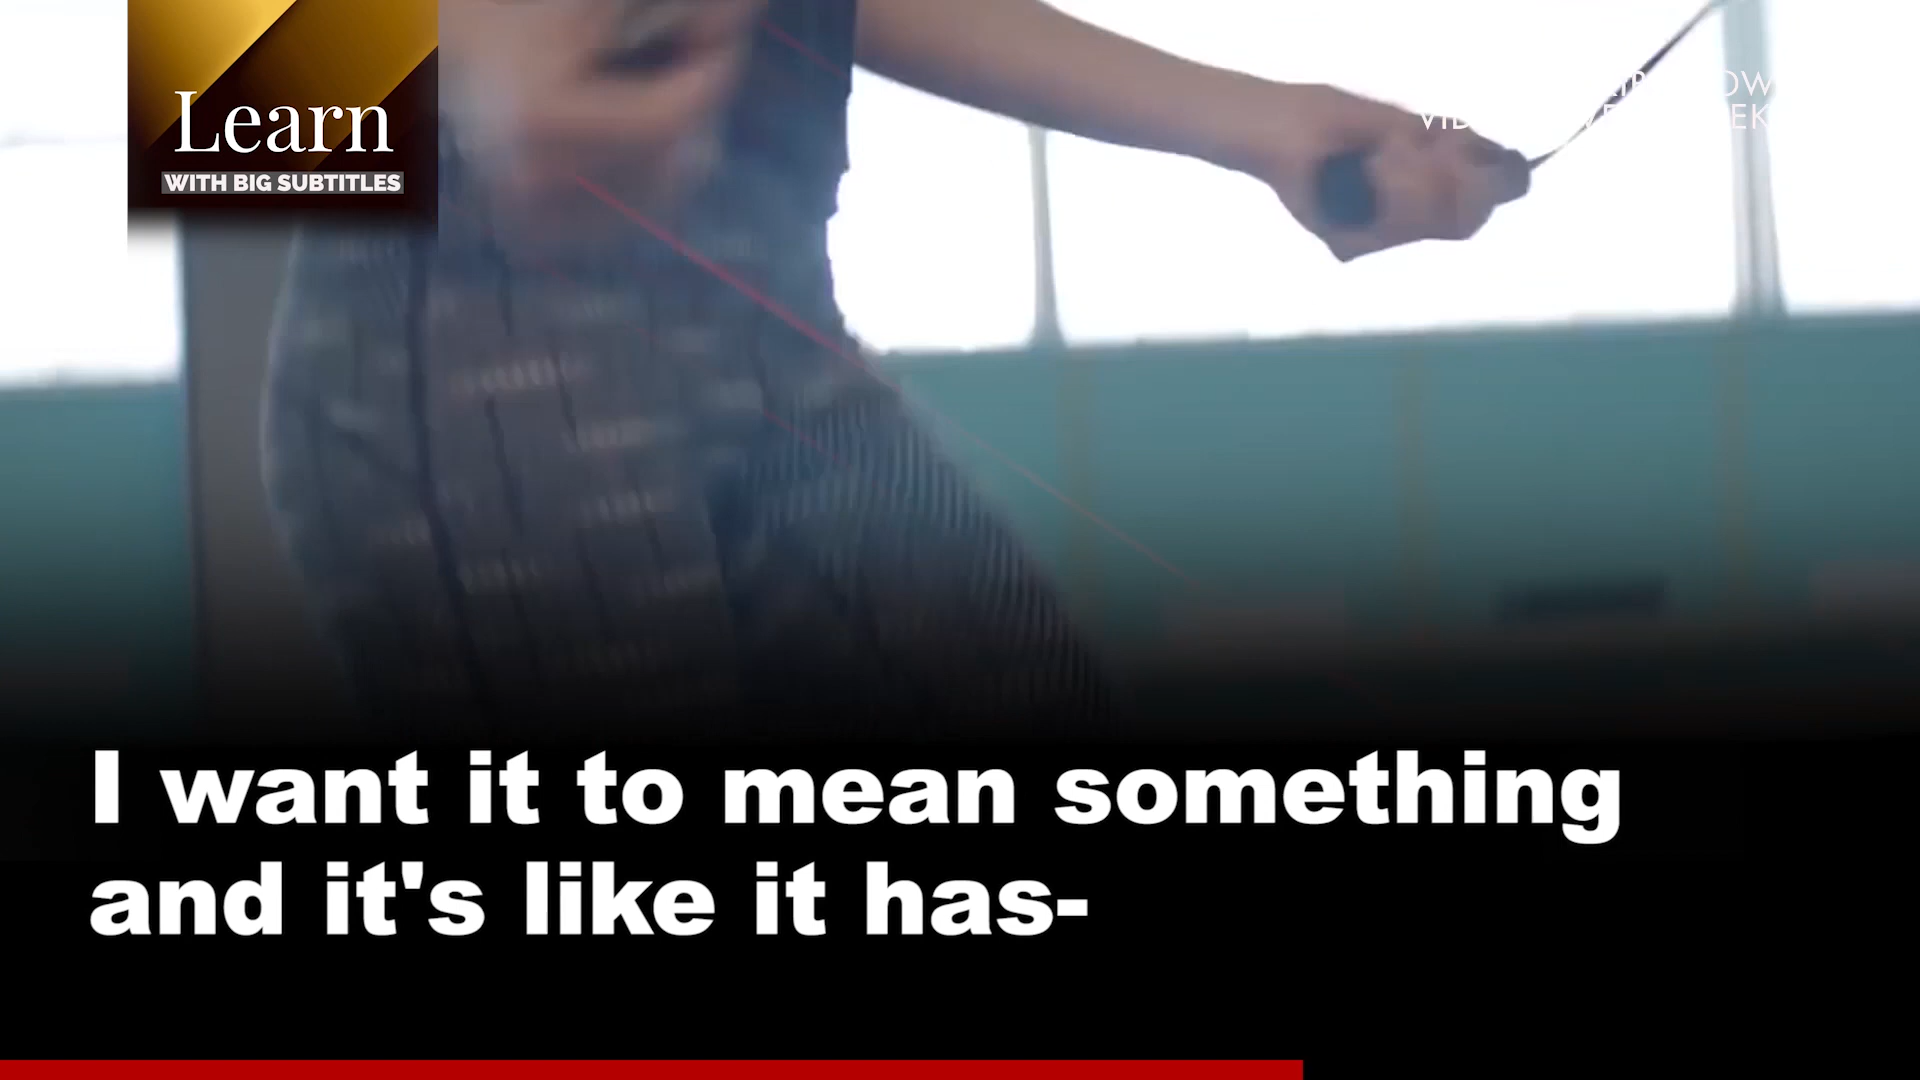 Learn
WITH BIG SUBTITLES
I want it to mean something
and it's like it has-